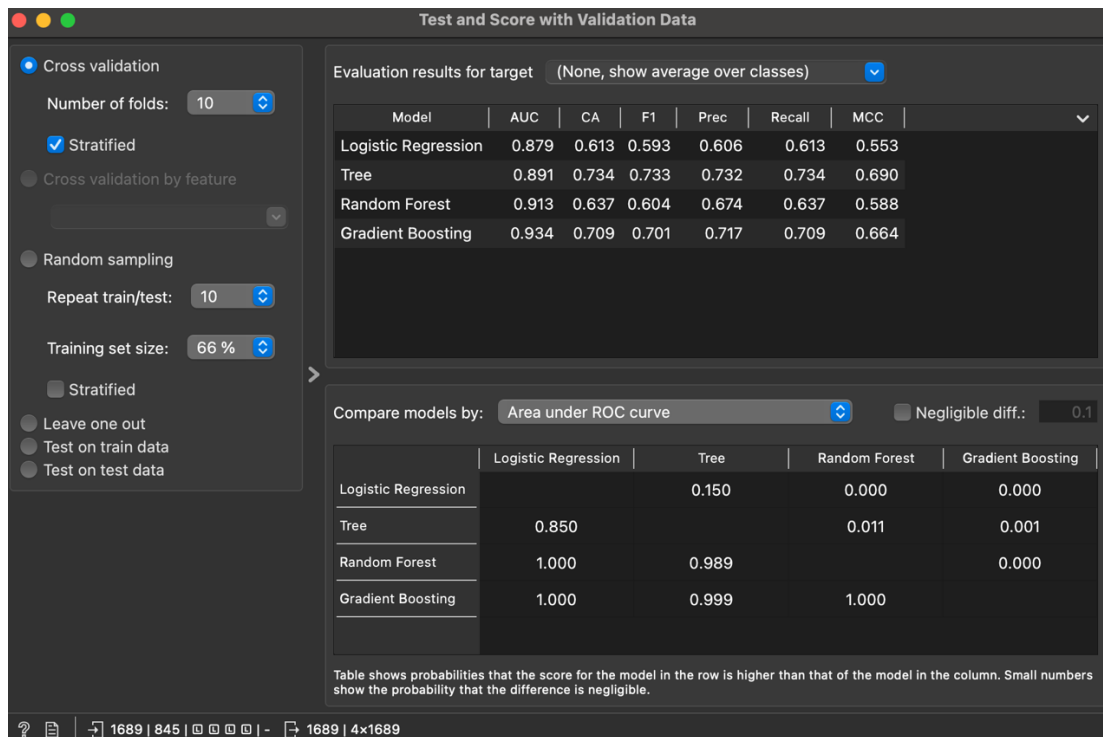 Test and Score with Validation Data
Cross validation
Number of folds: 10
Stratified
Cross validation by feature
Random sampling
Repeat train/test: 10
Training set size: 66 %
Stratified
Leave one out
Test on train data
Test on test data
Evaluation results for target (None, show average over classes)
Model AUC CA F1 Prec Recall MCC
Logistic Regression 0.879 0.613 0.593 0.606 0.613 0.553
Tree 0.891 0.734 0.733 0.732 0.734 0.690
Random Forest 0.913 0.637 0.604 0.674 0.637 0.588
Gradient Boosting 0.934 0.709 0.701 0.717 0.709 0.664
Compare models by: Area under ROC curve Negligible diff.: 0.1
Logistic Regression Tree Random Forest Gradient Boosting
Logistic Regression 0.150 0.000 0.000
Tree 0.850 0.011 0.001
Random Forest 1.000 0.989 0.000
Gradient Boosting 1.000 0.999 1.000
Table shows probabilities that the score for the model in the row is higher than that of the model in the column. Small numbers
show the probability that the difference is negligible.
? 1689 | 845 | L L L L | - 1689 | 4×1689